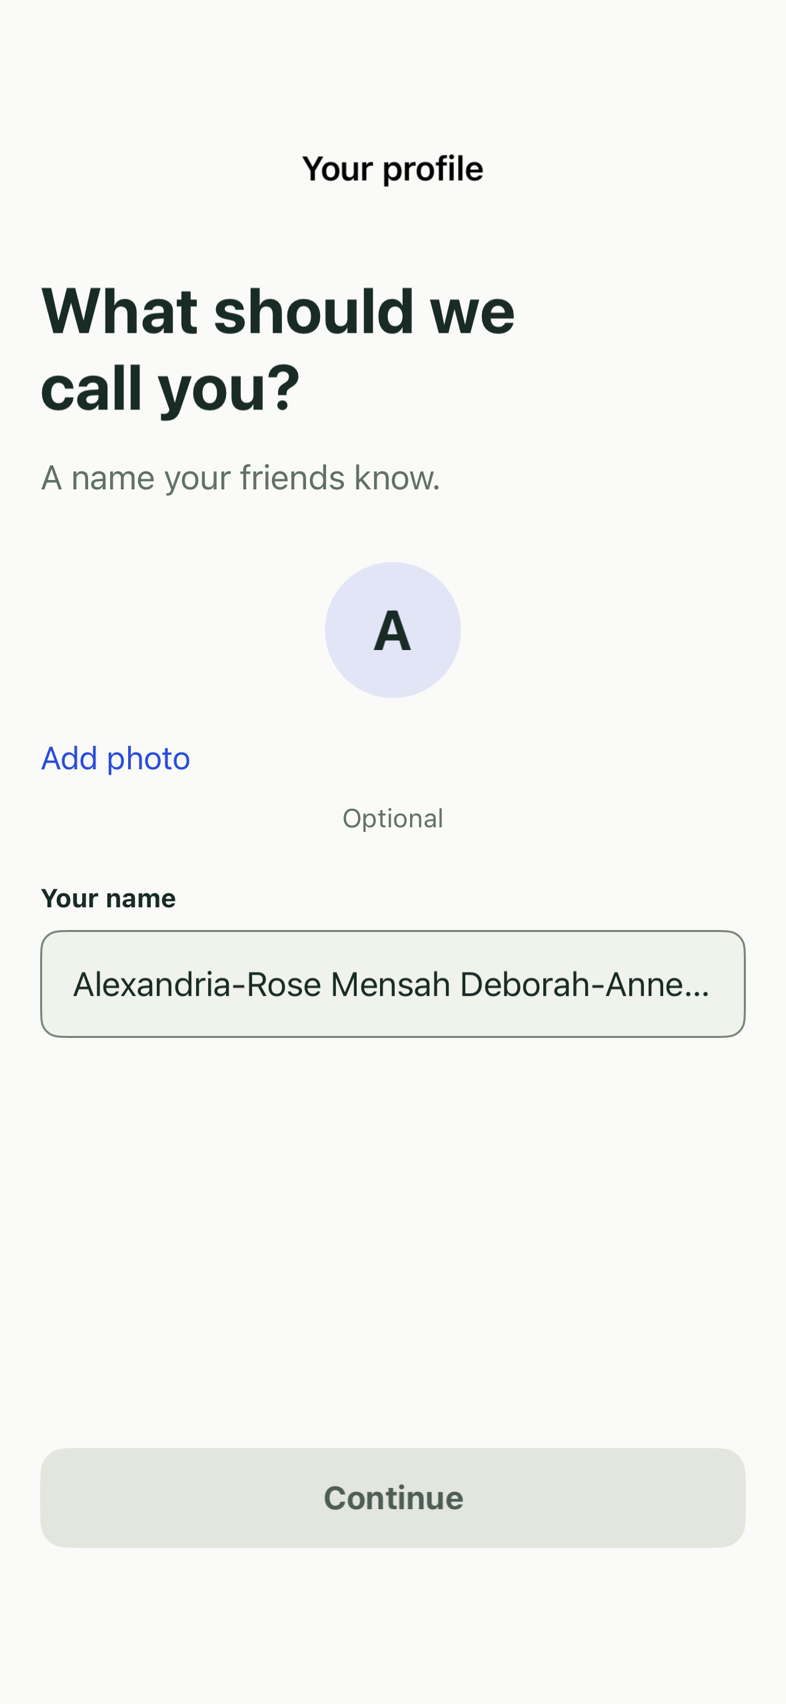 Your profile
What should we
call you?
A name your friends know.
A
Add photo
Optional
Your name
Alexandria-Rose Mensah Deborah-Anne...
Continue